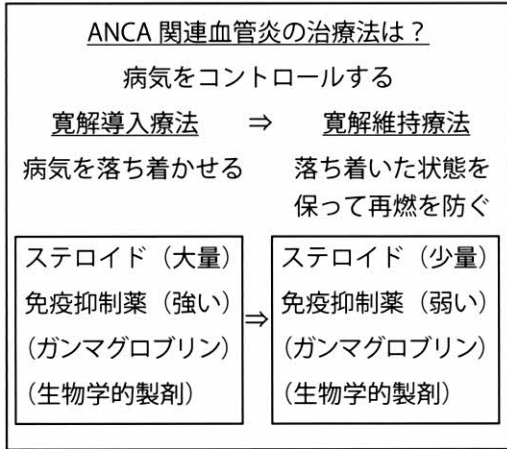 ANCA 関連血管炎の治療法は？
病気をコントロールする
寛解導入療法 ⇒ 寛解維持療法
病気を落ち着かせる 落ち着いた状態を
保って再燃を防ぐ
ステロイド（大量）
免疫抑制薬（強い）
（ガンマグロブリン）
（生物学的製剤）
⇒
ステロイド（少量）
免疫抑制薬（弱い）
（ガンマグロブリン）
（生物学的製剤）